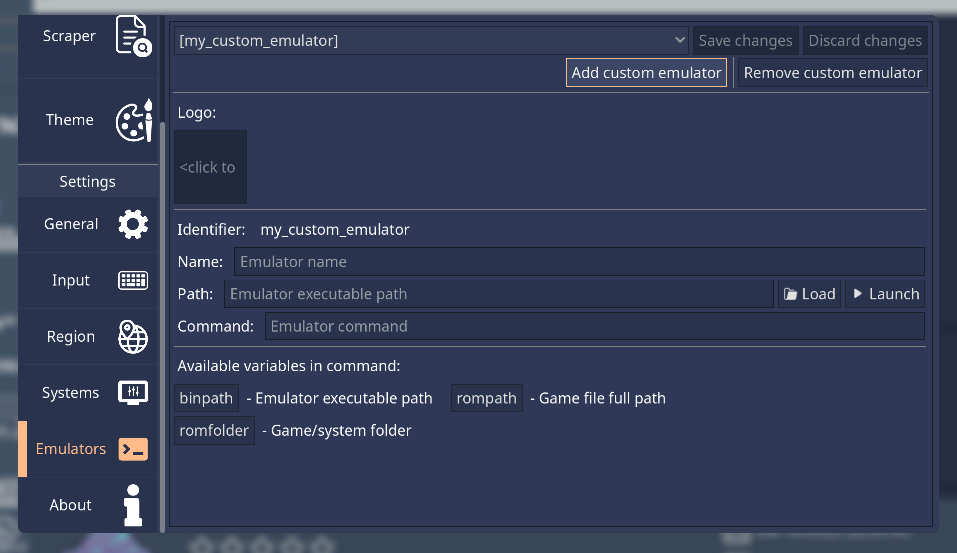 Scraper
Theme
Settings
General
Input
Region
Systems
Emulators
About
[my_custom_emulator]
Save changes
Discard changes
Add custom emulator
Remove custom emulator
Logo:
<click to
Identifier: my_custom_emulator
Name: Emulator name
Path: Emulator executable path Load Launch
Command: Emulator command
Available variables in command:
binpath - Emulator executable path rompath - Game file full path
romfolder - Game/system folder